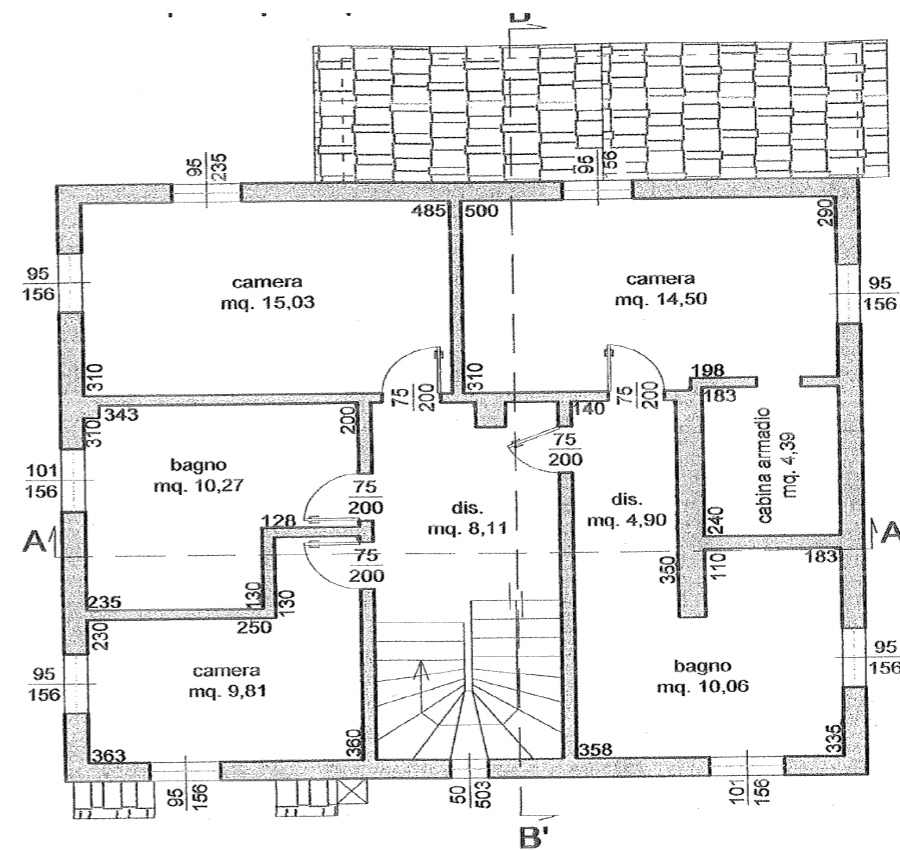 95
235
95
56
485
500
290
camera
mq. 15,03
camera
mq. 14,50
95
156
95
156
310
310
75
200
75
200
198
183
343
310
200
140
75
200
cabina armadio
mq. 4,39
101
156
bagno
mq. 10,27
75
200
dis.
mq. 8,11
dis.
mq. 4,90
128
240
A
A
75
200
350
110
183
235
130
130
230
250
camera
mq. 9,81
bagno
mq. 10,06
95
156
95
156
363
360
358
335
95
156
50
503
101
156
B'